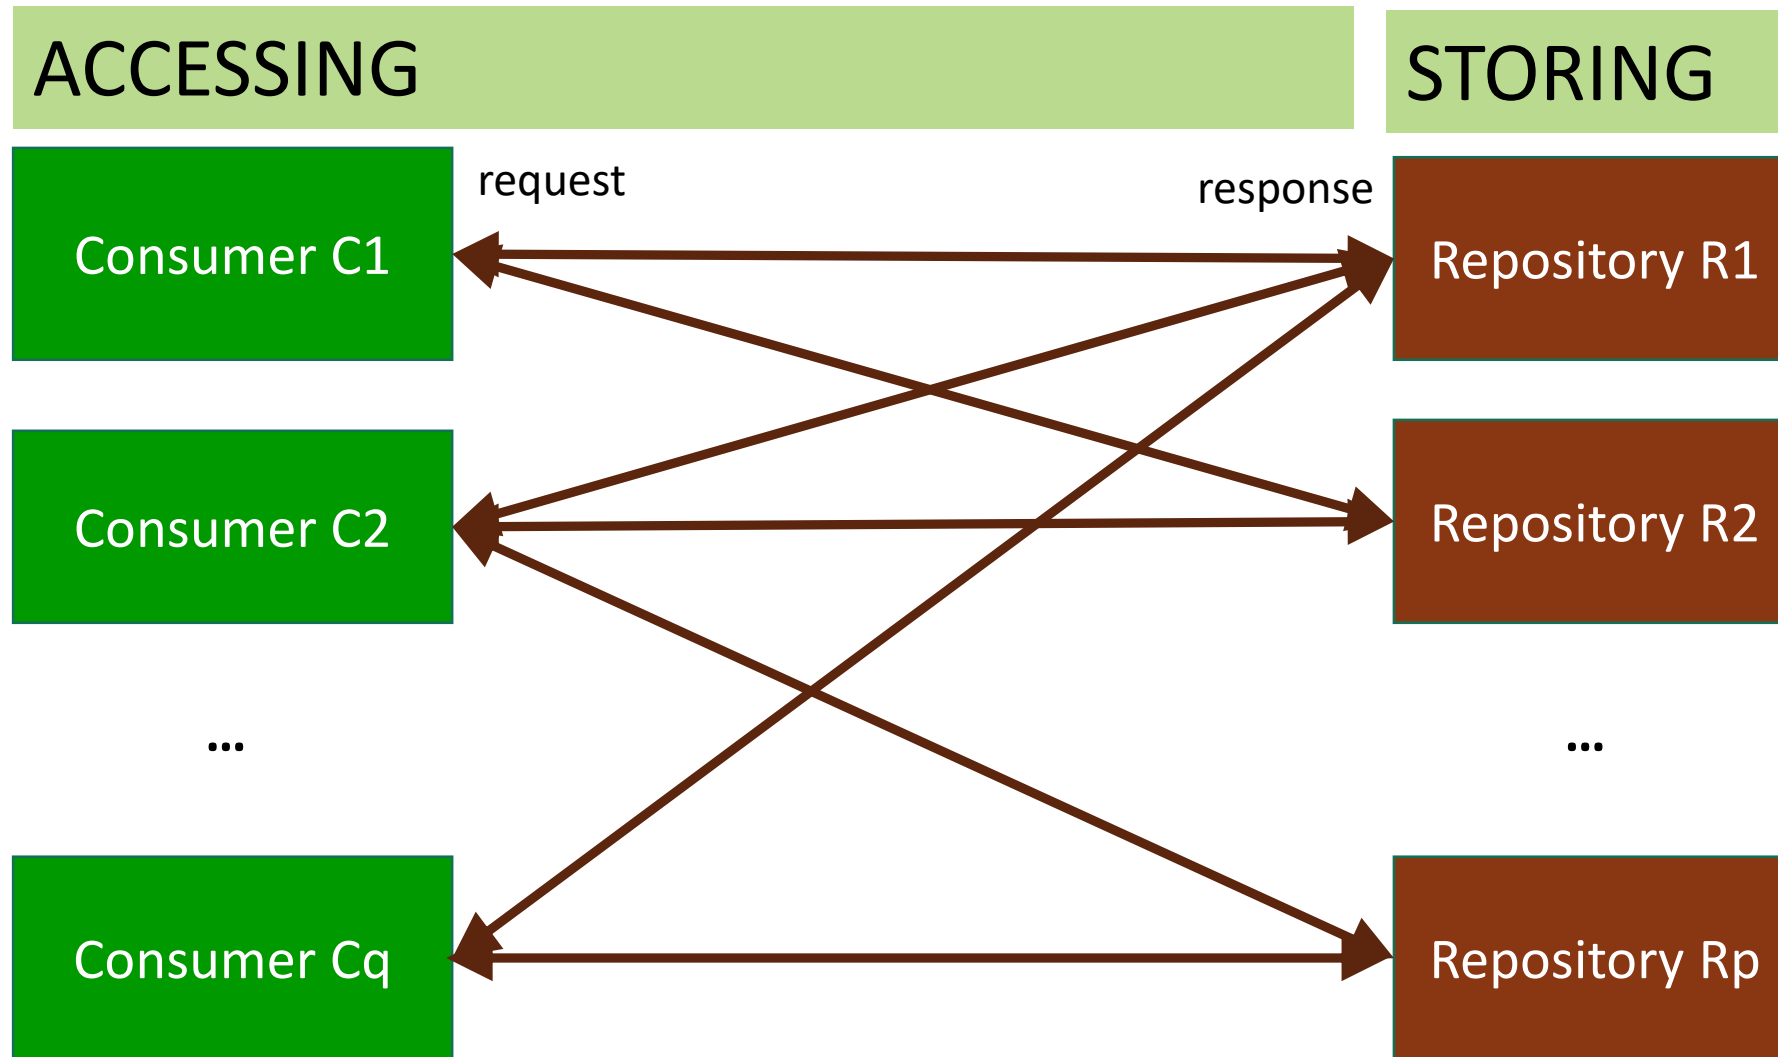 ACCESSING
STORING
request
response
Consumer C1
Repository R1
Consumer C2
Repository R2
...
...
Consumer Cq
Repository Rp